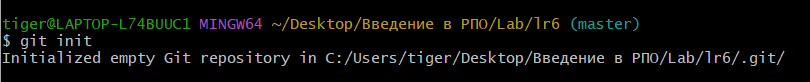 tiger@LAPTOP-L74BUUC1 MINGW64 ~/Desktop/Введение в РПО/Lab/lr6 (master)
$ git init
Initialized empty Git repository in C:/Users/tiger/Desktop/Введение в РПО/Lab/lr6/.git/